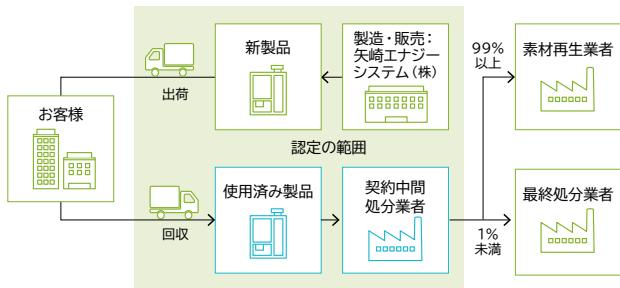 お客様
出荷
新製品
製造・販売：
矢崎エナジー
システム（株）
認定の範囲
回収
使用済み製品
契約中間
処分業者
99%
以上
素材再生業者
1%
未満
最終処分業者